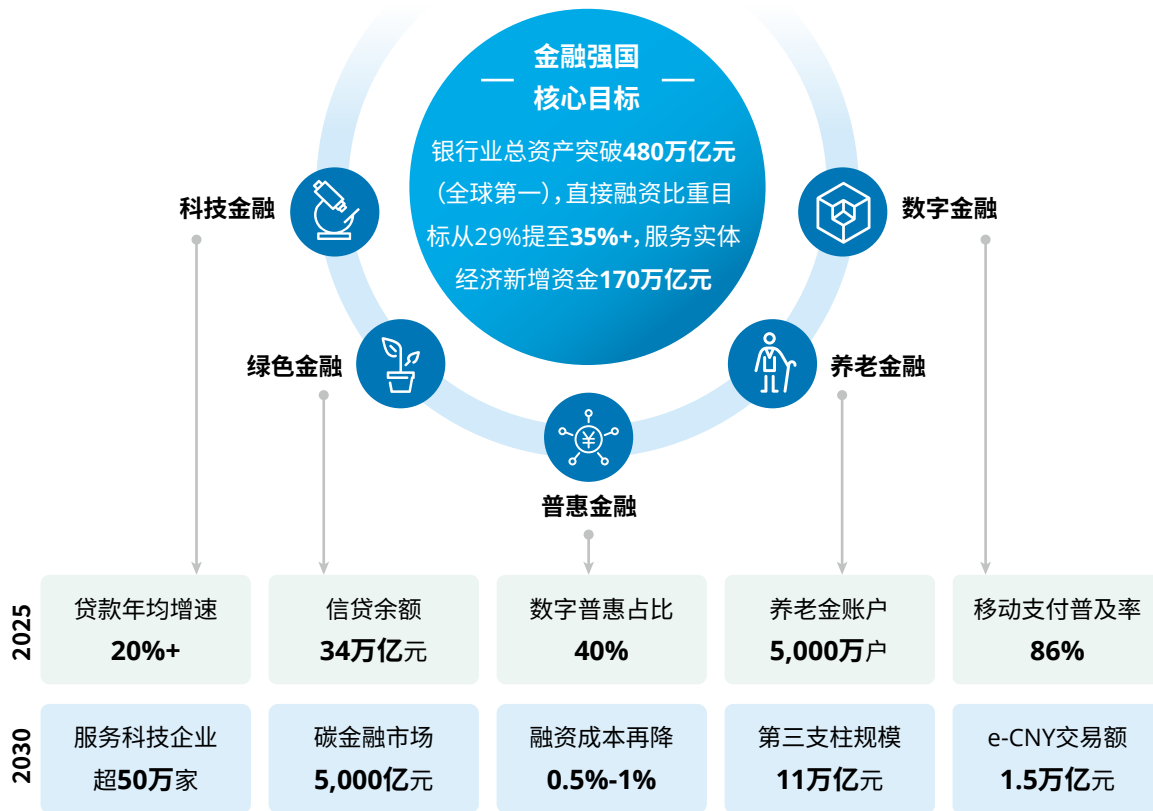 金融强国
核心目标
银行业总资产突破480万亿元
（全球第一），直接融资比重目
标从29%提至35%+，服务实体
经济新增资金170万亿元
科技金融
数字金融
绿色金融
养老金融
¥
普惠金融
2025
贷款年均增速
20%+
信贷余额
34万亿元
数字普惠占比
40%
养老金账户
5,000万户
移动支付普及率
86%
2030
服务科技企业
超50万家
碳金融市场
5,000亿元
融资成本再降
0.5%-1%
第三支柱规模
11万亿元
e-CNY交易额
1.5万亿元